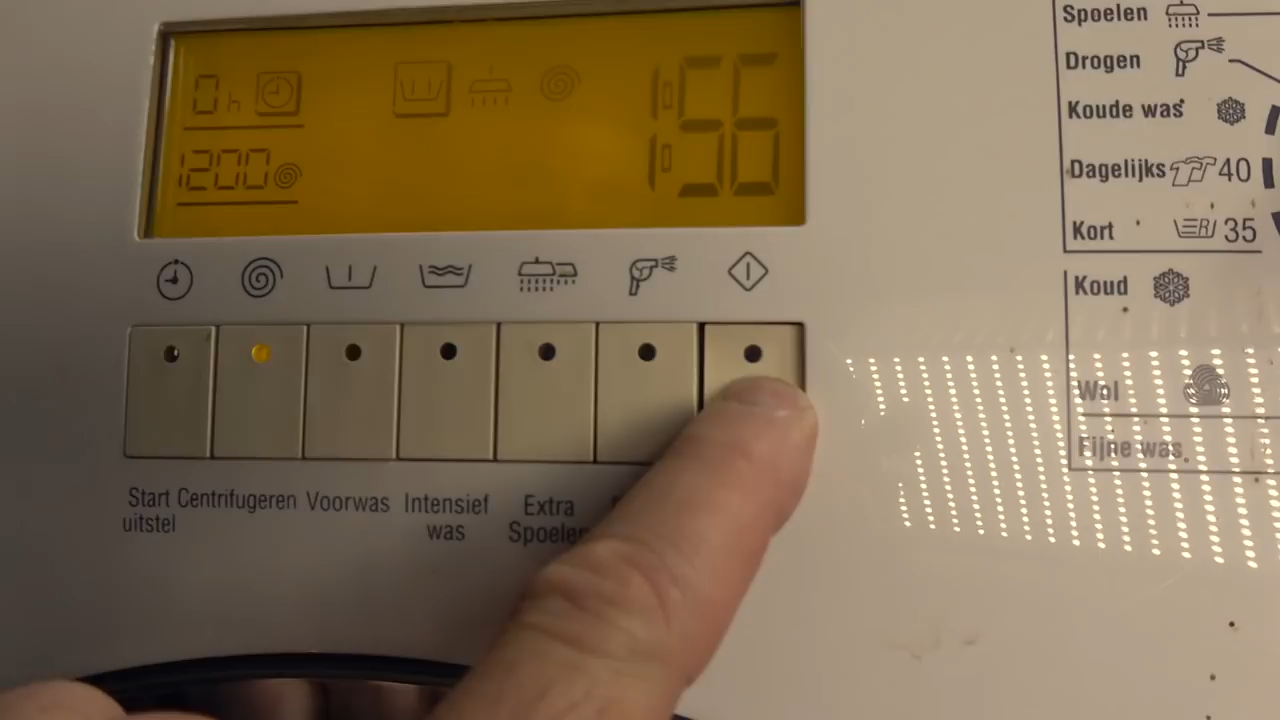 0h
1:56
1200
Start uitstel
Centrifugeren
Voorwas
Intensief was
Extra Spoelen
Spoelen
Drogen
Koude was
Dagelijks 40
Kort 35
Koud
Wol
Fijne was